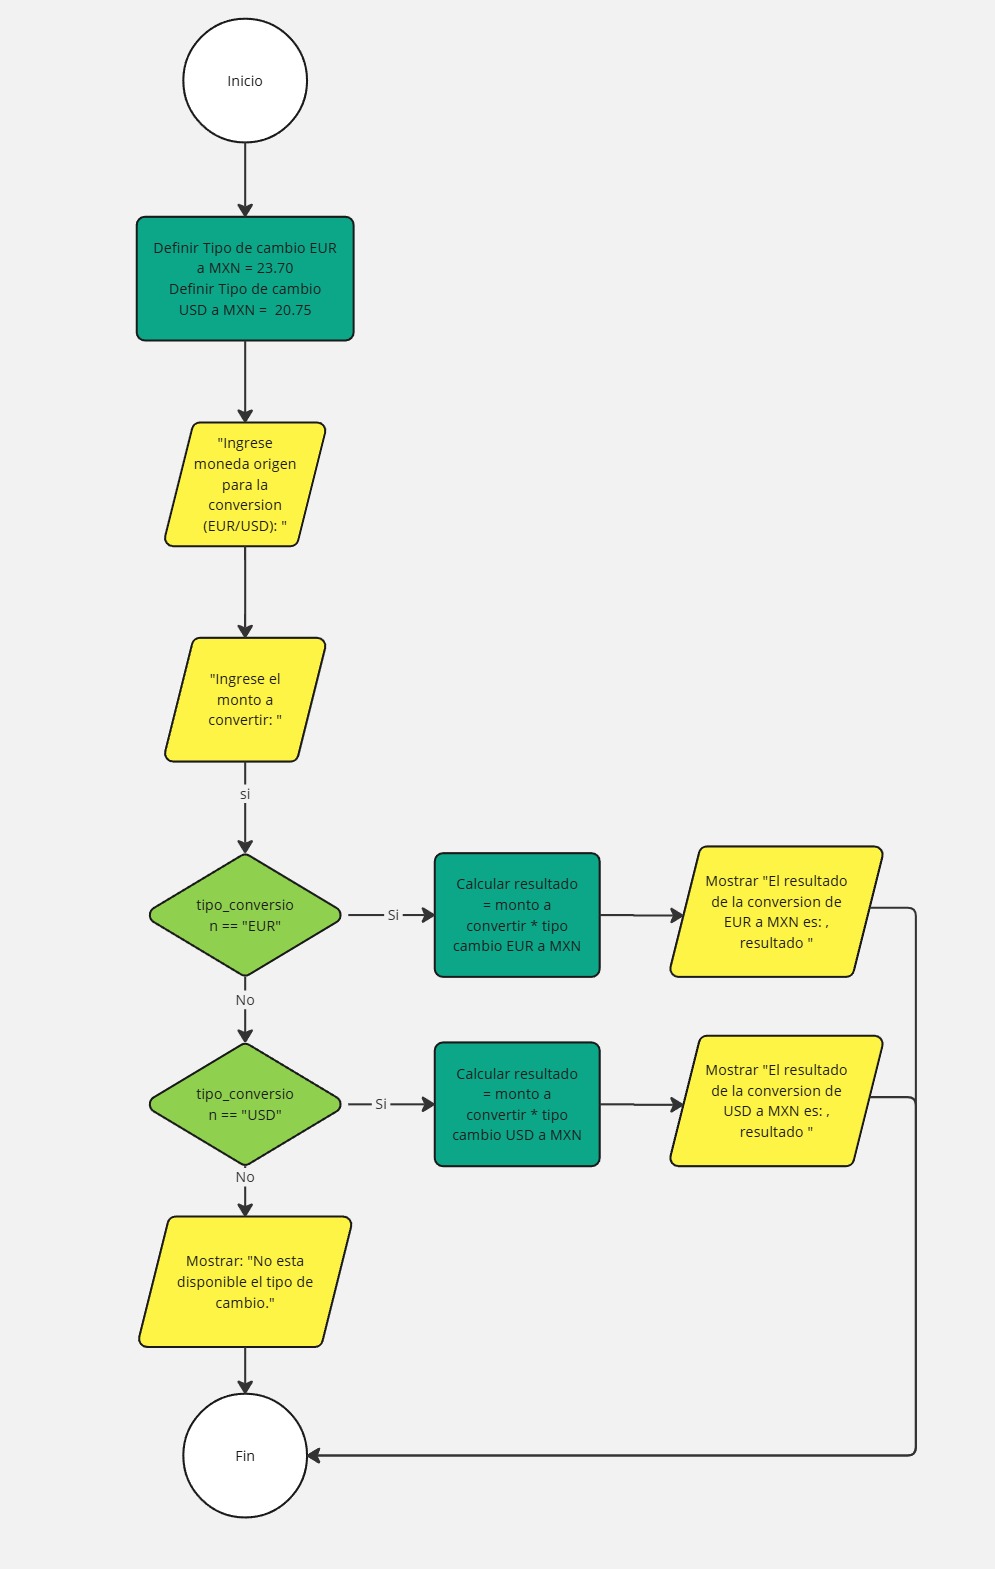 Inicio
Definir Tipo de cambio EUR
a MXN = 23.70
Definir Tipo de cambio
USD a MXN =  20.75
"Ingrese
moneda origen
para la
conversion
(EUR/USD): "
"Ingrese el
monto a
convertir: "
si
tipo_conversio
n == "EUR"
Si
Calcular resultado
= monto a
convertir * tipo
cambio EUR a MXN
Mostrar "El resultado
de la conversion de
EUR a MXN es: ,
resultado "
No
tipo_conversio
n == "USD"
Si
Calcular resultado
= monto a
convertir * tipo
cambio USD a MXN
Mostrar "El resultado
de la conversion de
USD a MXN es: ,
resultado "
No
Mostrar: "No esta
disponible el tipo de
cambio."
Fin